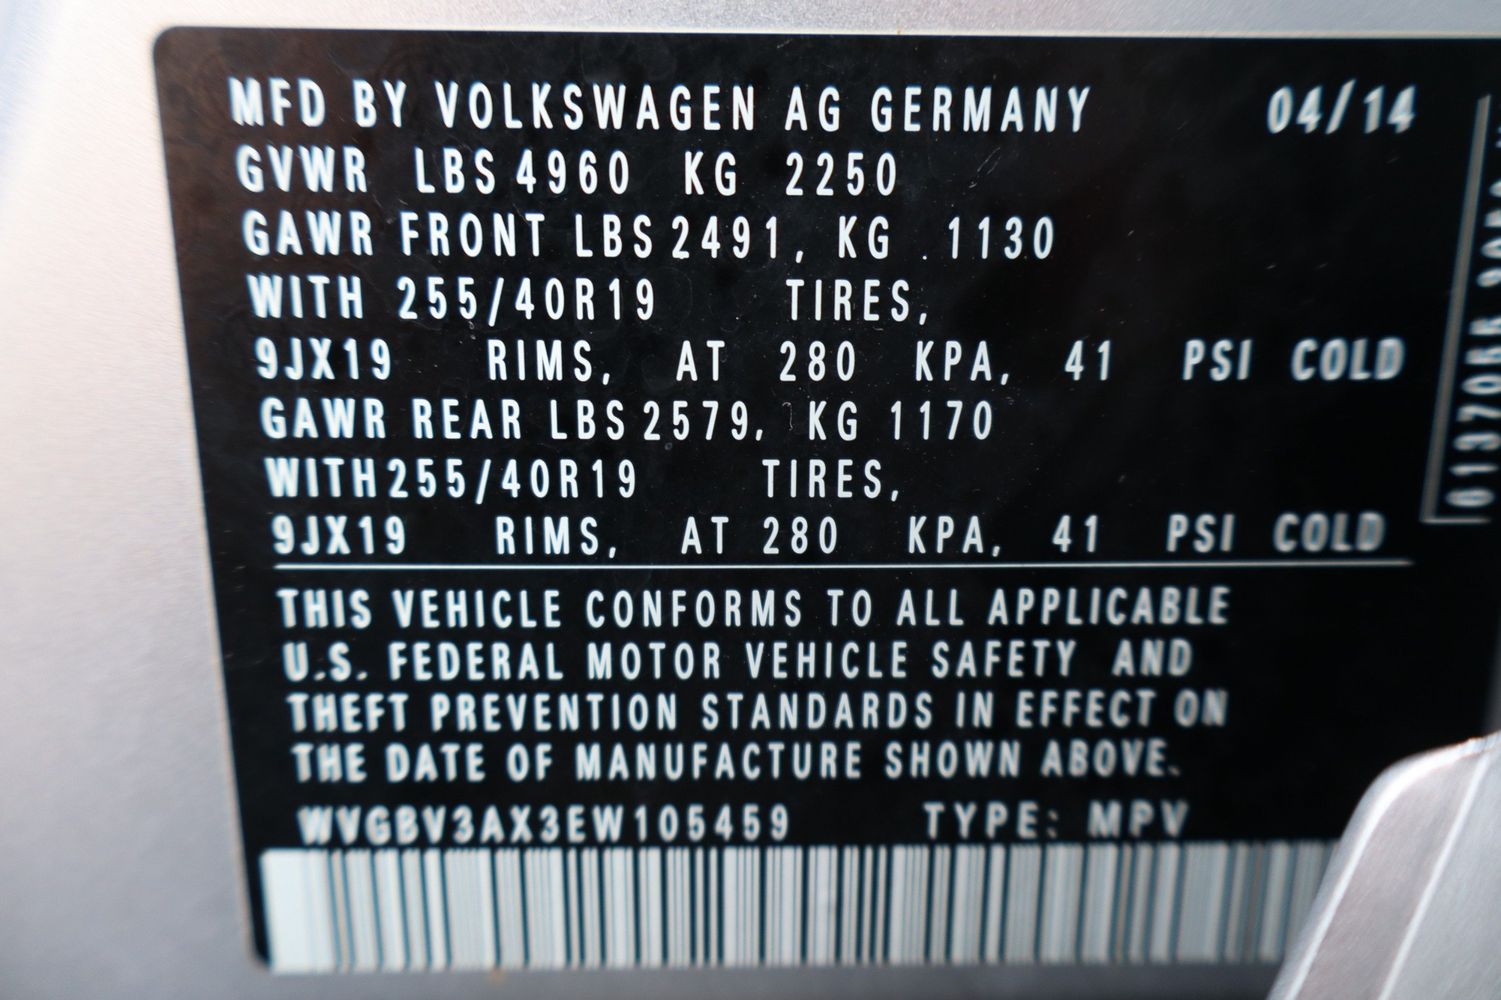 MFD BY VOLKSWAGEN AG GERMANY 04/14
GVWR LBS 4960 KG 2250
GAWR FRONT LBS 2491, KG 1130
WITH 255/40R19 TIRES,
9JX19 RIMS, AT 280 KPA, 41 PSI COLD
GAWR REAR LBS 2579, KG 1170
WITH 255/40R19 TIRES,
9JX19 RIMS, AT 280 KPA, 41 PSI COLD
THIS VEHICLE CONFORMS TO ALL APPLICABLE
U.S. FEDERAL MOTOR VEHICLE SAFETY AND
THEFT PREVENTION STANDARDS IN EFFECT ON
THE DATE OF MANUFACTURE SHOWN ABOVE.
WVGBV3AX3EW105459 TYPE: MPV